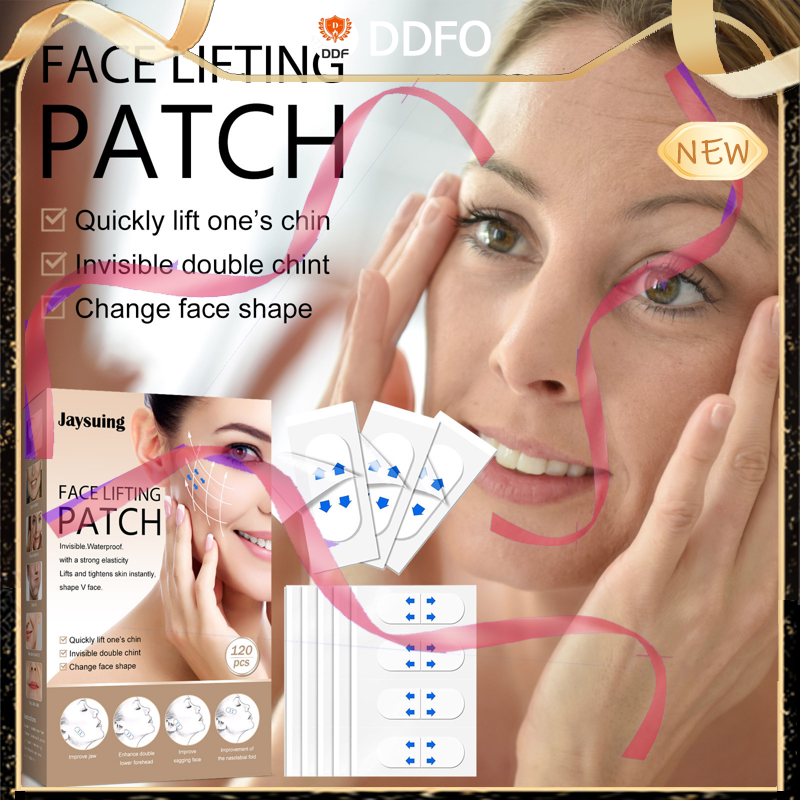 DDF
DDFO
FACE LIFTING
PATCH
NEW
Quickly lift one's chin
Invisible double chint
Change face shape
Jaysuing
FACE LIFTING
PATCH
Invisible.Waterproof.
with a strong elasticity
Lifts and tightens skin instantly,
shape V face.
Quickly lift one's chin
Invisible double chint
Change face shape
120
pcs
Improve jaw
Enhance double
lower forehead
Improve
sagging face
Improvement of
the nasolabial fold